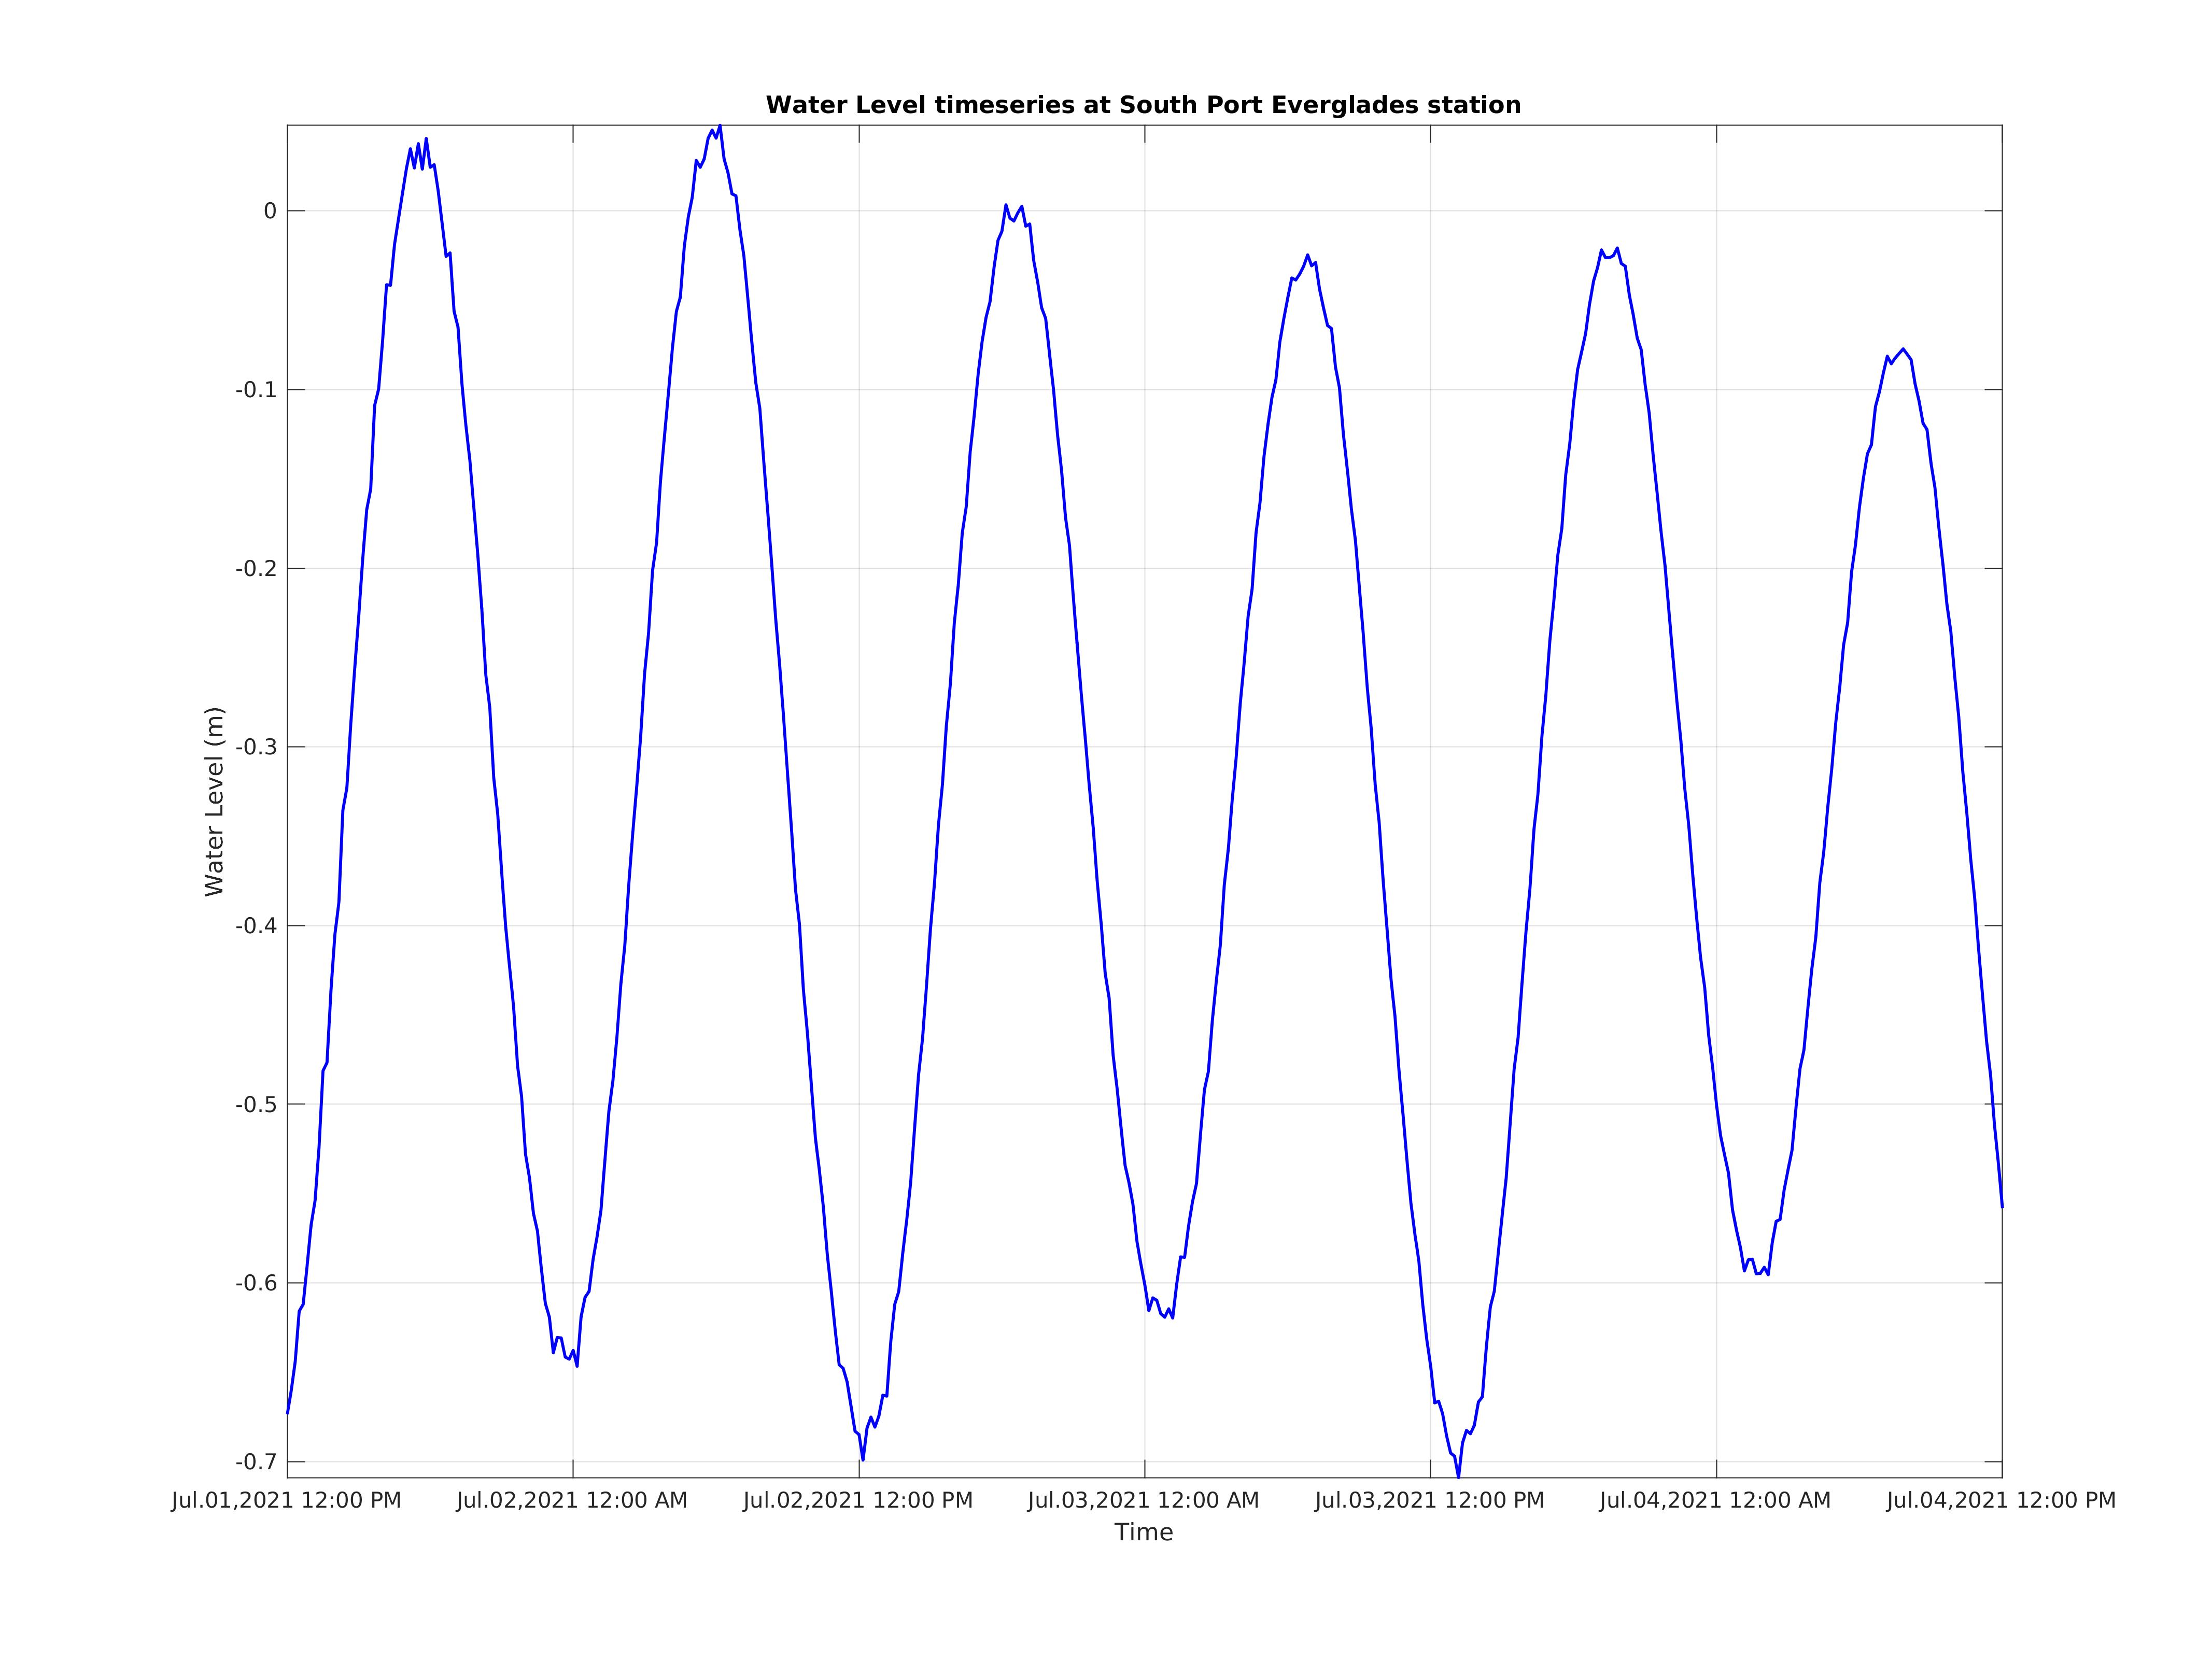 Water Level timeseries at South Port Everglades station
0
-0.1
-0.2
-0.3
-0.4
-0.5
-0.6
-0.7
Water Level (m)
Jul.01,2021 12:00 PM
Jul.02,2021 12:00 AM
Jul.02,2021 12:00 PM
Jul.03,2021 12:00 AM
Jul.03,2021 12:00 PM
Jul.04,2021 12:00 AM
Jul.04,2021 12:00 PM
Time